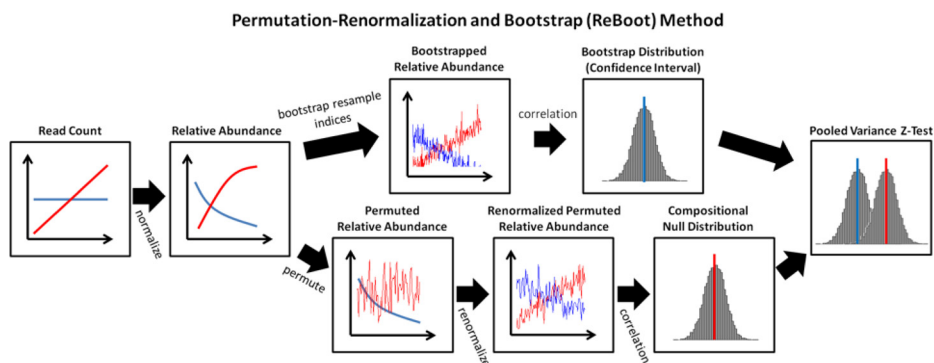 Permutation-Renormalization and Bootstrap (ReBoot) Method
Read Count
normalize
Relative Abundance
bootstrap resample
indices
Bootstrapped
Relative Abundance
correlation
Bootstrap Distribution
(Confidence Interval)
permute
Permuted
Relative Abundance
renormalize
Renormalized Permuted
Relative Abundance
correlation
Compositional
Null Distribution
Pooled Variance Z-Test